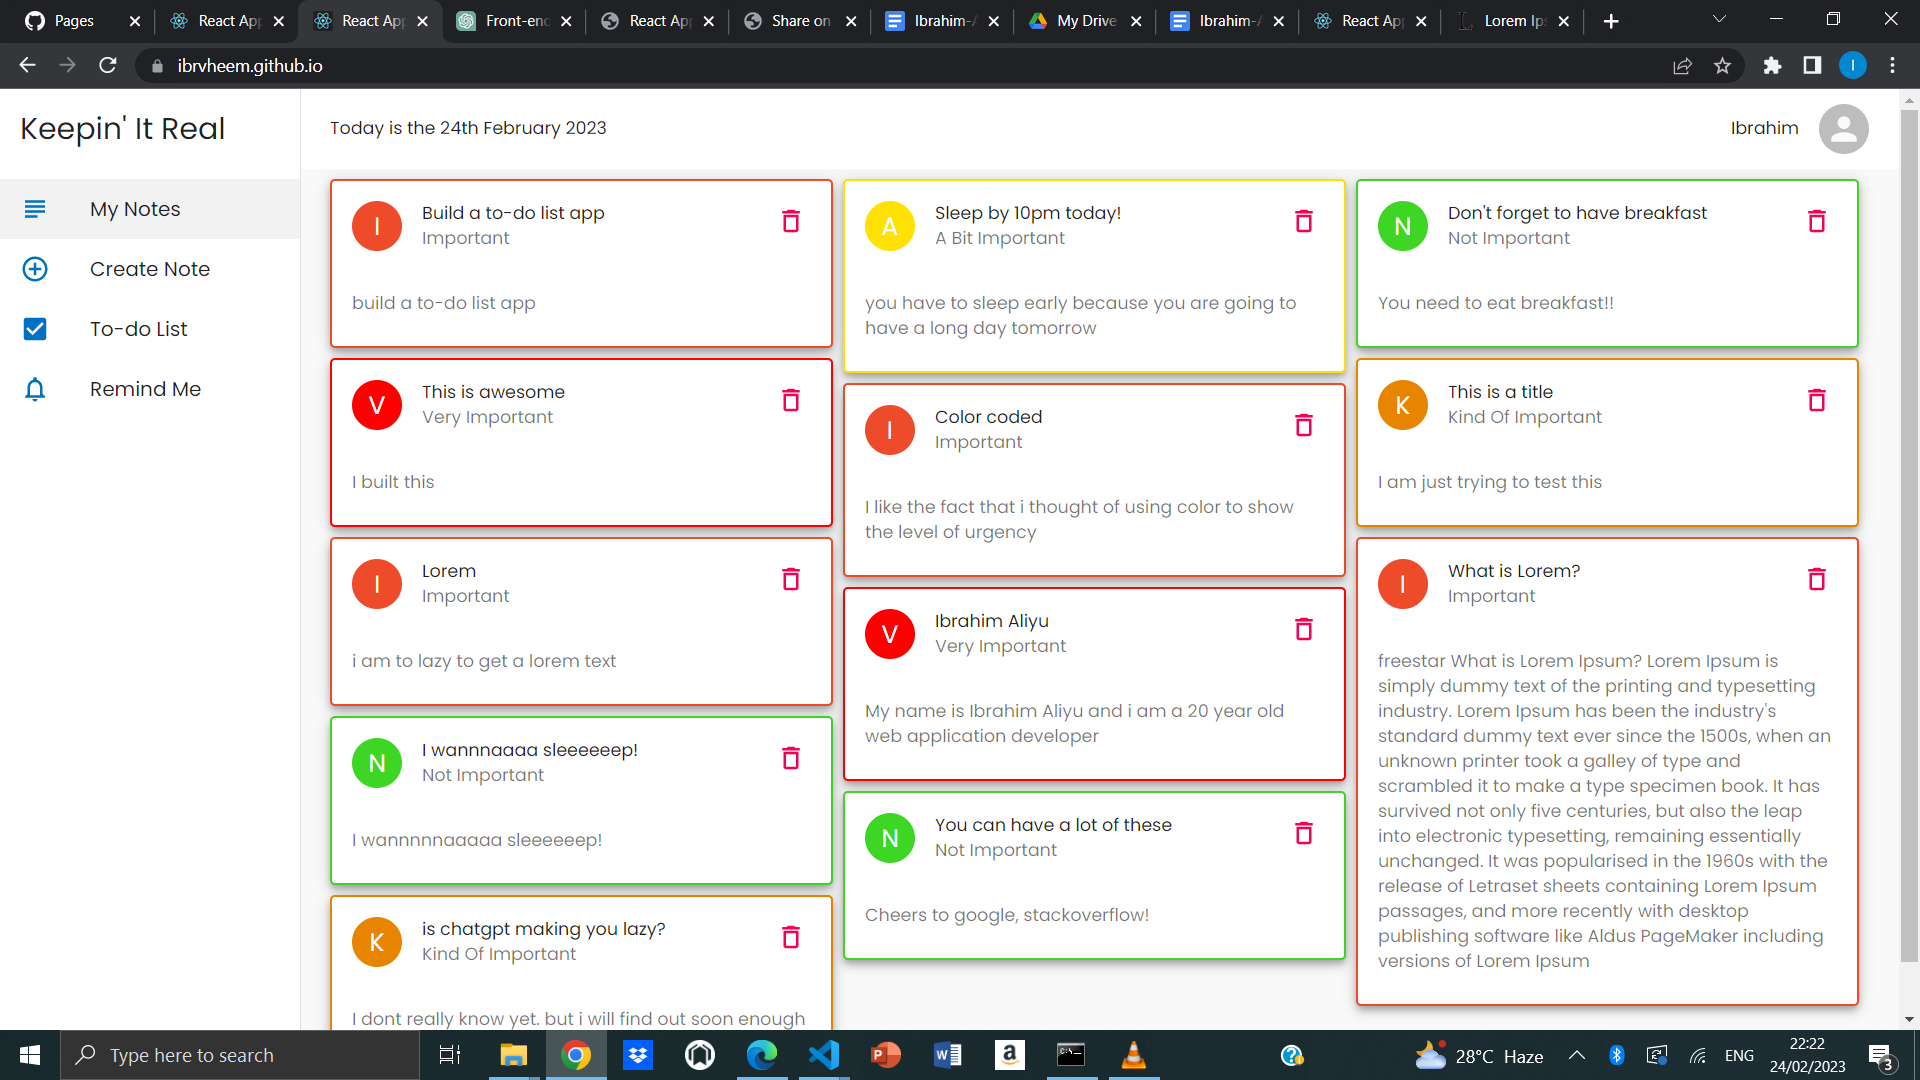 Pages
React Ap
React Ap
Front-end
React Ap
Share on
Ibrahim-A
My Drive
Ibrahim-A
React Ap
Lorem Ips
ibrvheem.github.io
I
Keepin' It Real
Today is the 24th February 2023
Ibrahim
My Notes
Create Note
To-do List
Remind Me
I
Build a to-do list app
Important
build a to-do list app
V
This is awesome
Very Important
I built this
I
Lorem
Important
i am to lazy to get a lorem text
N
I wannnaaaa sleeeeeep!
Not Important
I wannnnnaaaaa sleeeeeep!
K
is chatgpt making you lazy?
Kind Of Important
I dont really know yet. but i will find out soon enough
A
Sleep by 10pm today!
A Bit Important
you have to sleep early because you are going to
have a long day tomorrow
I
Color coded
Important
I like the fact that i thought of using color to show
the level of urgency
V
Ibrahim Aliyu
Very Important
My name is Ibrahim Aliyu and i am a 20 year old
web application developer
N
You can have a lot of these
Not Important
Cheers to google, stackoverflow!
N
Don't forget to have breakfast
Not Important
You need to eat breakfast!!
K
This is a title
Kind Of Important
I am just trying to test this
I
What is Lorem?
Important
freestar What is Lorem Ipsum? Lorem Ipsum is
simply dummy text of the printing and typesetting
industry. Lorem Ipsum has been the industry's
standard dummy text ever since the 1500s, when an
unknown printer took a galley of type and
scrambled it to make a type specimen book. It has
survived not only five centuries, but also the leap
into electronic typesetting, remaining essentially
unchanged. It was popularised in the 1960s with the
release of Letraset sheets containing Lorem Ipsum
passages, and more recently with desktop
publishing software like Aldus PageMaker including
versions of Lorem Ipsum
Type here to search
28°C Haze
ENG
22:22
24/02/2023
3